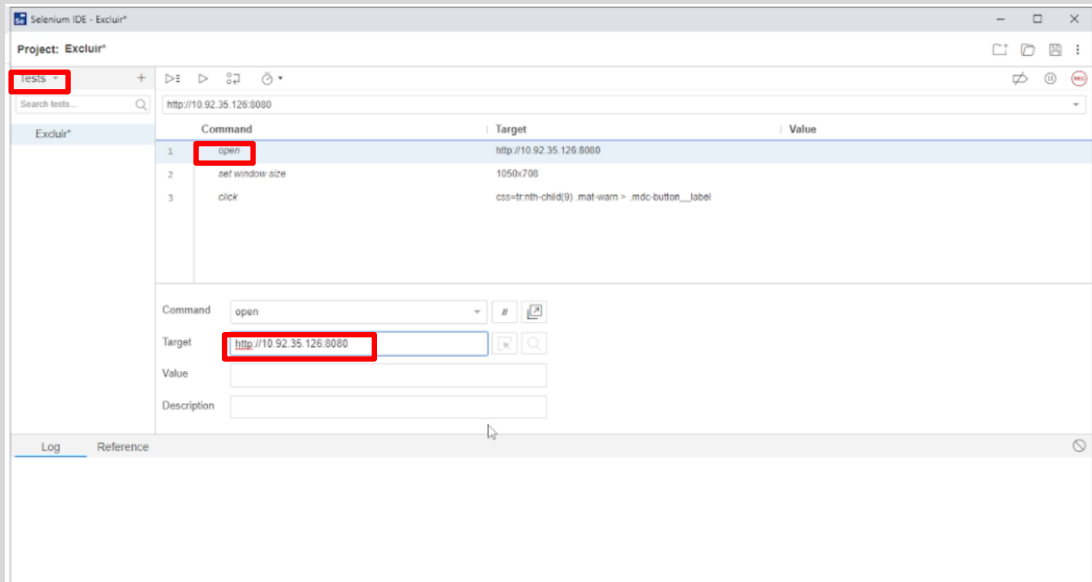 Selenium IDE - Excluir*
Project: Excluir*
Tests
Search tests...
http://10.92.35.126:8080
REC
Excluir*
Command Target Value
1 open http://10.92.35.126:8080
2 set window size 1050x708
3 click css=tr:nth-child(9) .mat-warn > .mdc-button__label
Command open //
Target http://10.92.35.126:8080
Value
Description
Log Reference